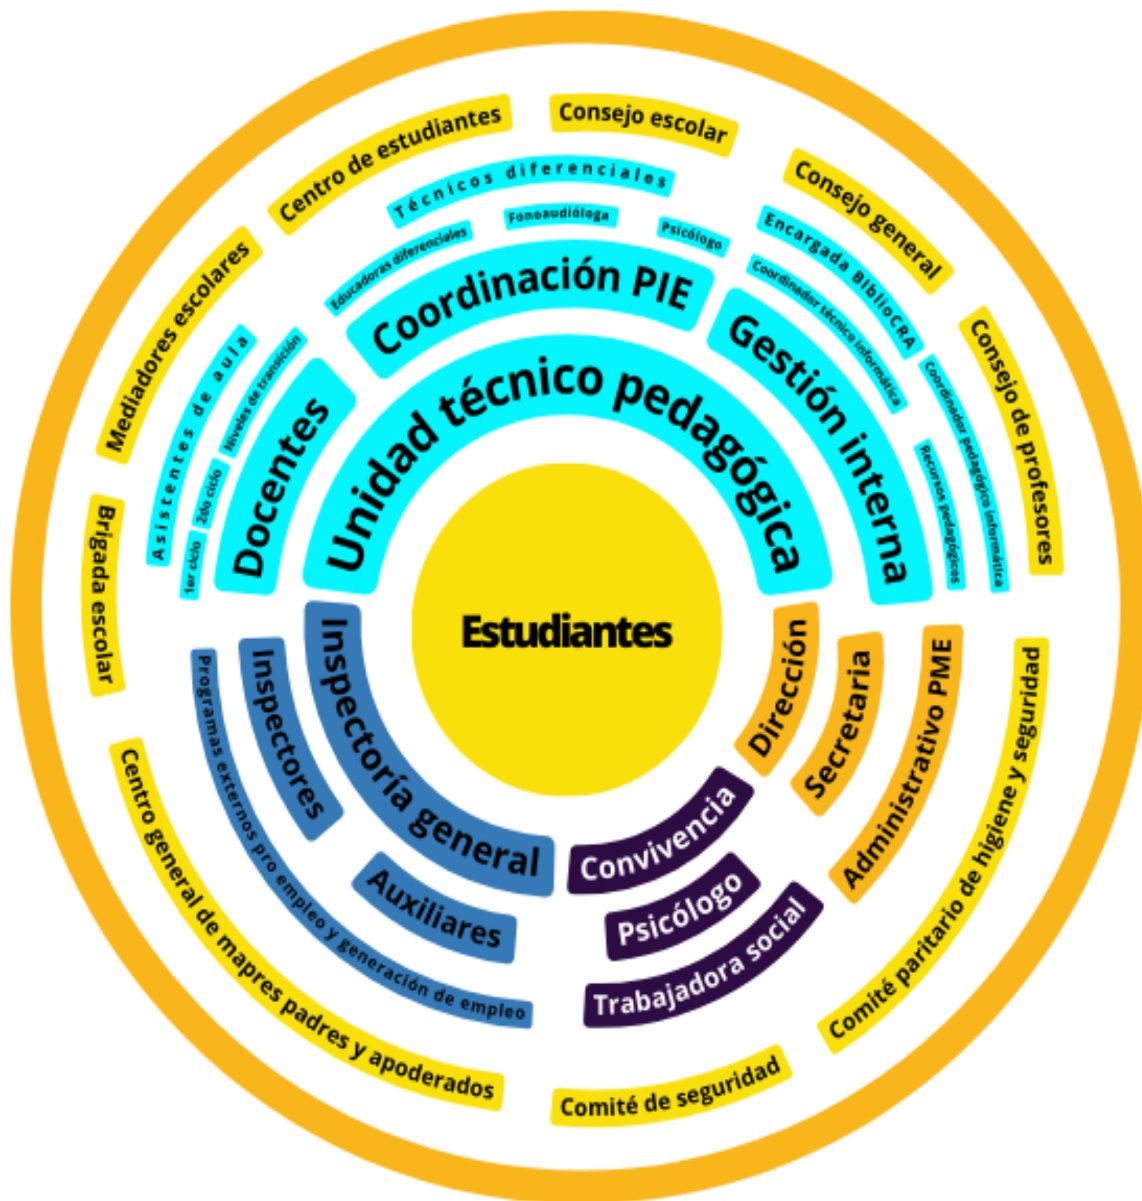 Consejo escolar
Centro de estudiantes
Consejo general
Técnicos diferenciales
Mediadores escolares
Fonoaudióloga
Educadoras diferenciales
Psicólogo
Encargada BiblioCRA
Coordinación PIE
Coordinador técnico informática
Consejo de profesores
Gestión interna
Asistentes de aula
Niveles de transición
Coordinador pedagógico informática
Unidad técnico pedagógica
Docentes
2do ciclo
1er ciclo
Recursos pedagógicos
Brigada escolar
Estudiantes
Inspectoría general
Dirección
Inspectores
Secretaria
Administrativo PME
Programas externos pro empleo y generación de empleo
Comité paritario de higiene y seguridad
Convivencia
Auxiliares
Psicólogo
Trabajadora social
Centro general de mapres padres y apoderados
Comité de seguridad